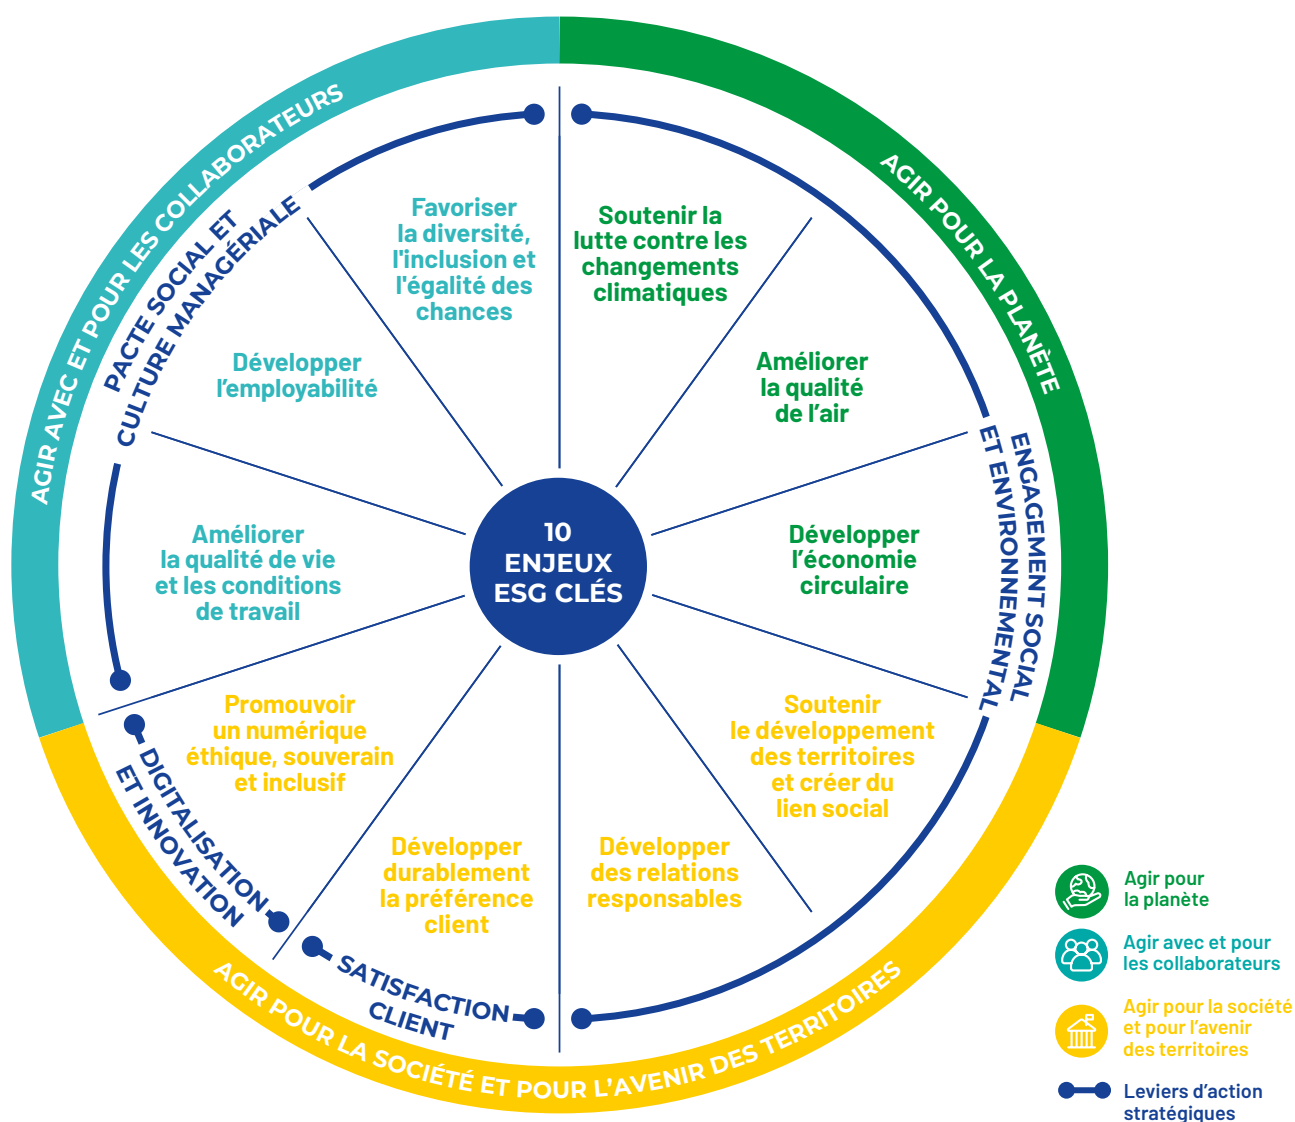 AGIR AVEC ET POUR LES COLLABORATEURS
AGIR POUR LA PLANÈTE
AGIR POUR LA SOCIÉTÉ ET POUR L'AVENIR DES TERRITOIRES
PACTE SOCIAL ET
CULTURE MANAGÉRIALE
ENGAGEMENT SOCIAL
ET ENVIRONNEMENTAL
DIGITALISATION
ET INNOVATION
SATISFACTION
CLIENT
10
ENJEUX
ESG CLÉS
Favoriser
la diversité,
l'inclusion et
l'égalité des
chances
Soutenir la
lutte contre les
changements
climatiques
Améliorer
la qualité
de l'air
Développer
l'économie
circulaire
Soutenir
le développement
des territoires
et créer du
lien social
Développer
des relations
responsables
Développer
durablement
la préférence
client
Promouvoir
un numérique
éthique, souverain
et inclusif
Améliorer
la qualité de vie
et les conditions
de travail
Développer
l'employabilité
Agir pour
la planète
Agir avec et pour
les collaborateurs
Agir pour la société
et pour l'avenir
des territoires
Leviers d'action
stratégiques